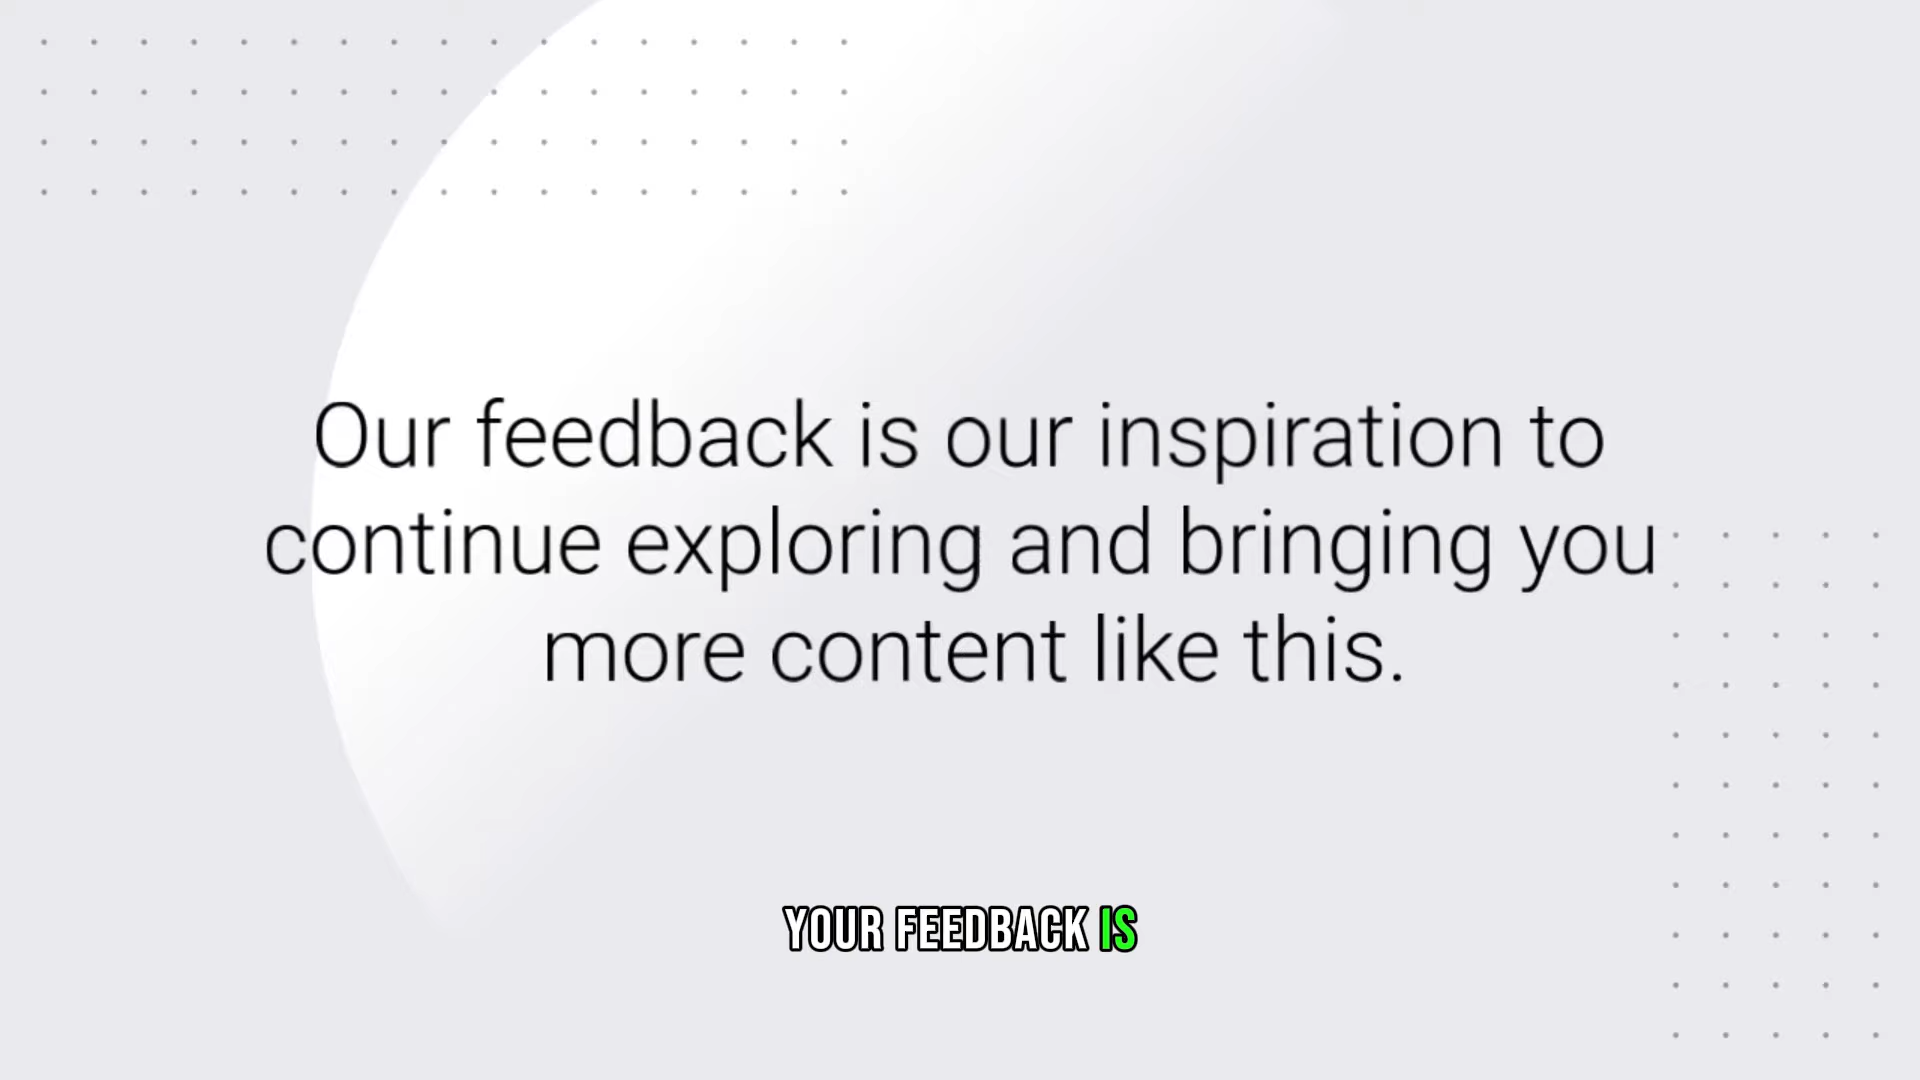 Our feedback is our inspiration to
continue exploring and bringing you
more content like this.
YOUR FEEDBACK IS